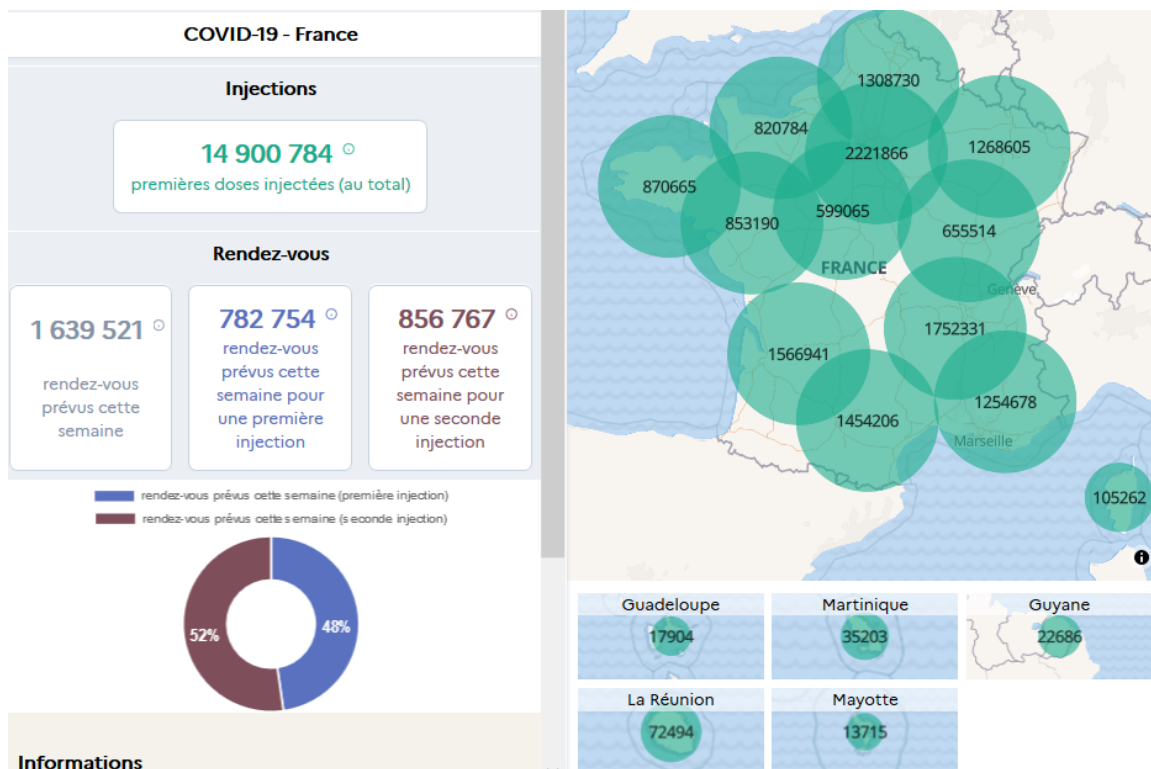 COVID-19 - France
Injections
14 900 784
premières doses injectées (au total)
Rendez-vous
1 639 521
rendez-vous
prévus cette
semaine
782 754
rendez-vous
prévus cette
semaine pour
une première
injection
856 767
rendez-vous
prévus cette
semaine pour
une seconde
injection
rendez-vous prévus cette semaine (première injection)
rendez-vous prévus cette semaine (seconde injection)
52%
48%
Informations
1308730
820784
2221866
1268605
870665
853190
599065
655514
FRANCE
Genève
1752331
1566941
1254678
1454206
Marseille
105262
Guadeloupe
17904
Martinique
35203
Guyane
22686
La Réunion
72494
Mayotte
13715